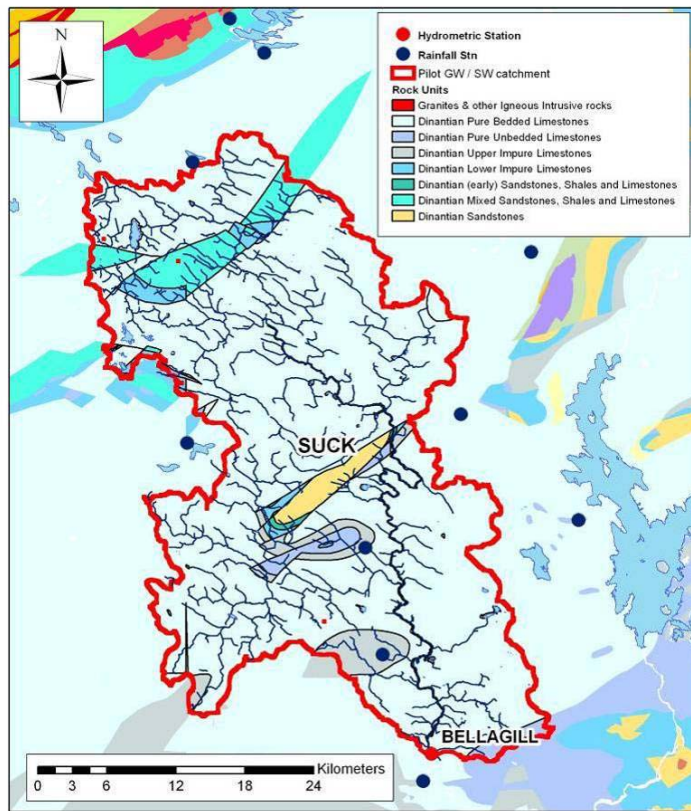 N
Hydrometric Station
Rainfall Stn
Pilot GW / SW catchment
Rock Units
Granites & other Igneous Intrusive rocks
Dinantian Pure Bedded Limestones
Dinantian Pure Unbedded Limestones
Dinantian Upper Impure Limestones
Dinantian Lower Impure Limestones
Dinantian (early) Sandstones, Shales and Limestones
Dinantian Mixed Sandstones, Shales and Limestones
Dinantian Sandstones
SUCK
BELLAGILL
Kilometers
0 3 6 12 18 24